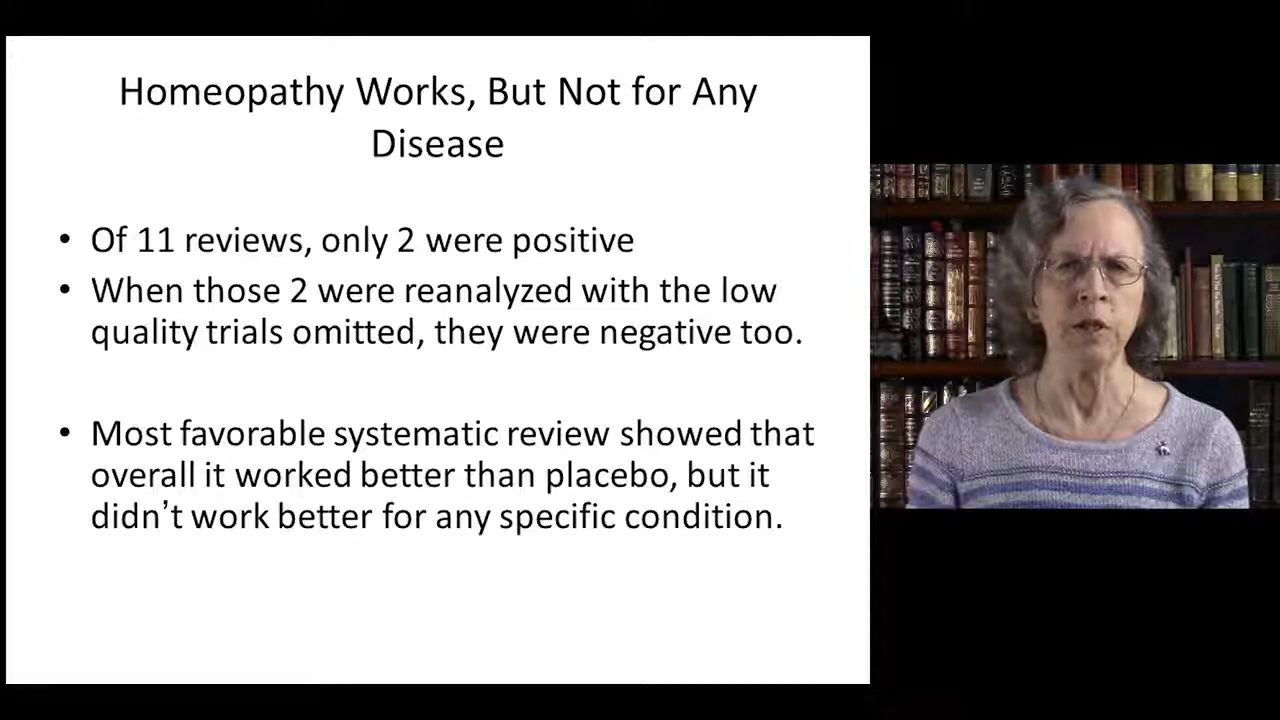 Homeopathy Works, But Not for Any
Disease
• Of 11 reviews, only 2 were positive
• When those 2 were reanalyzed with the low
quality trials omitted, they were negative too.
• Most favorable systematic review showed that
overall it worked better than placebo, but it
didn’t work better for any specific condition.